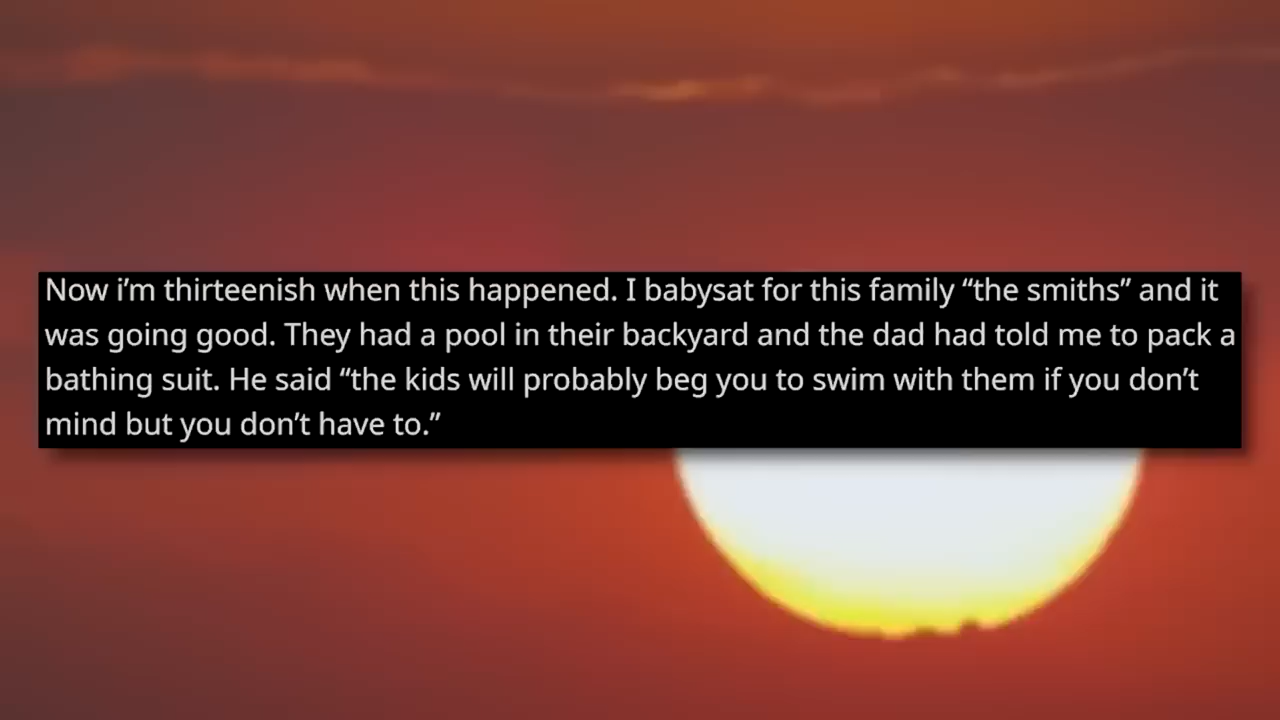 Now i’m thirteenish when this happened. I babysat for this family “the smiths” and it
was going good. They had a pool in their backyard and the dad had told me to pack a
bathing suit. He said “the kids will probably beg you to swim with them if you don’t
mind but you don’t have to.”